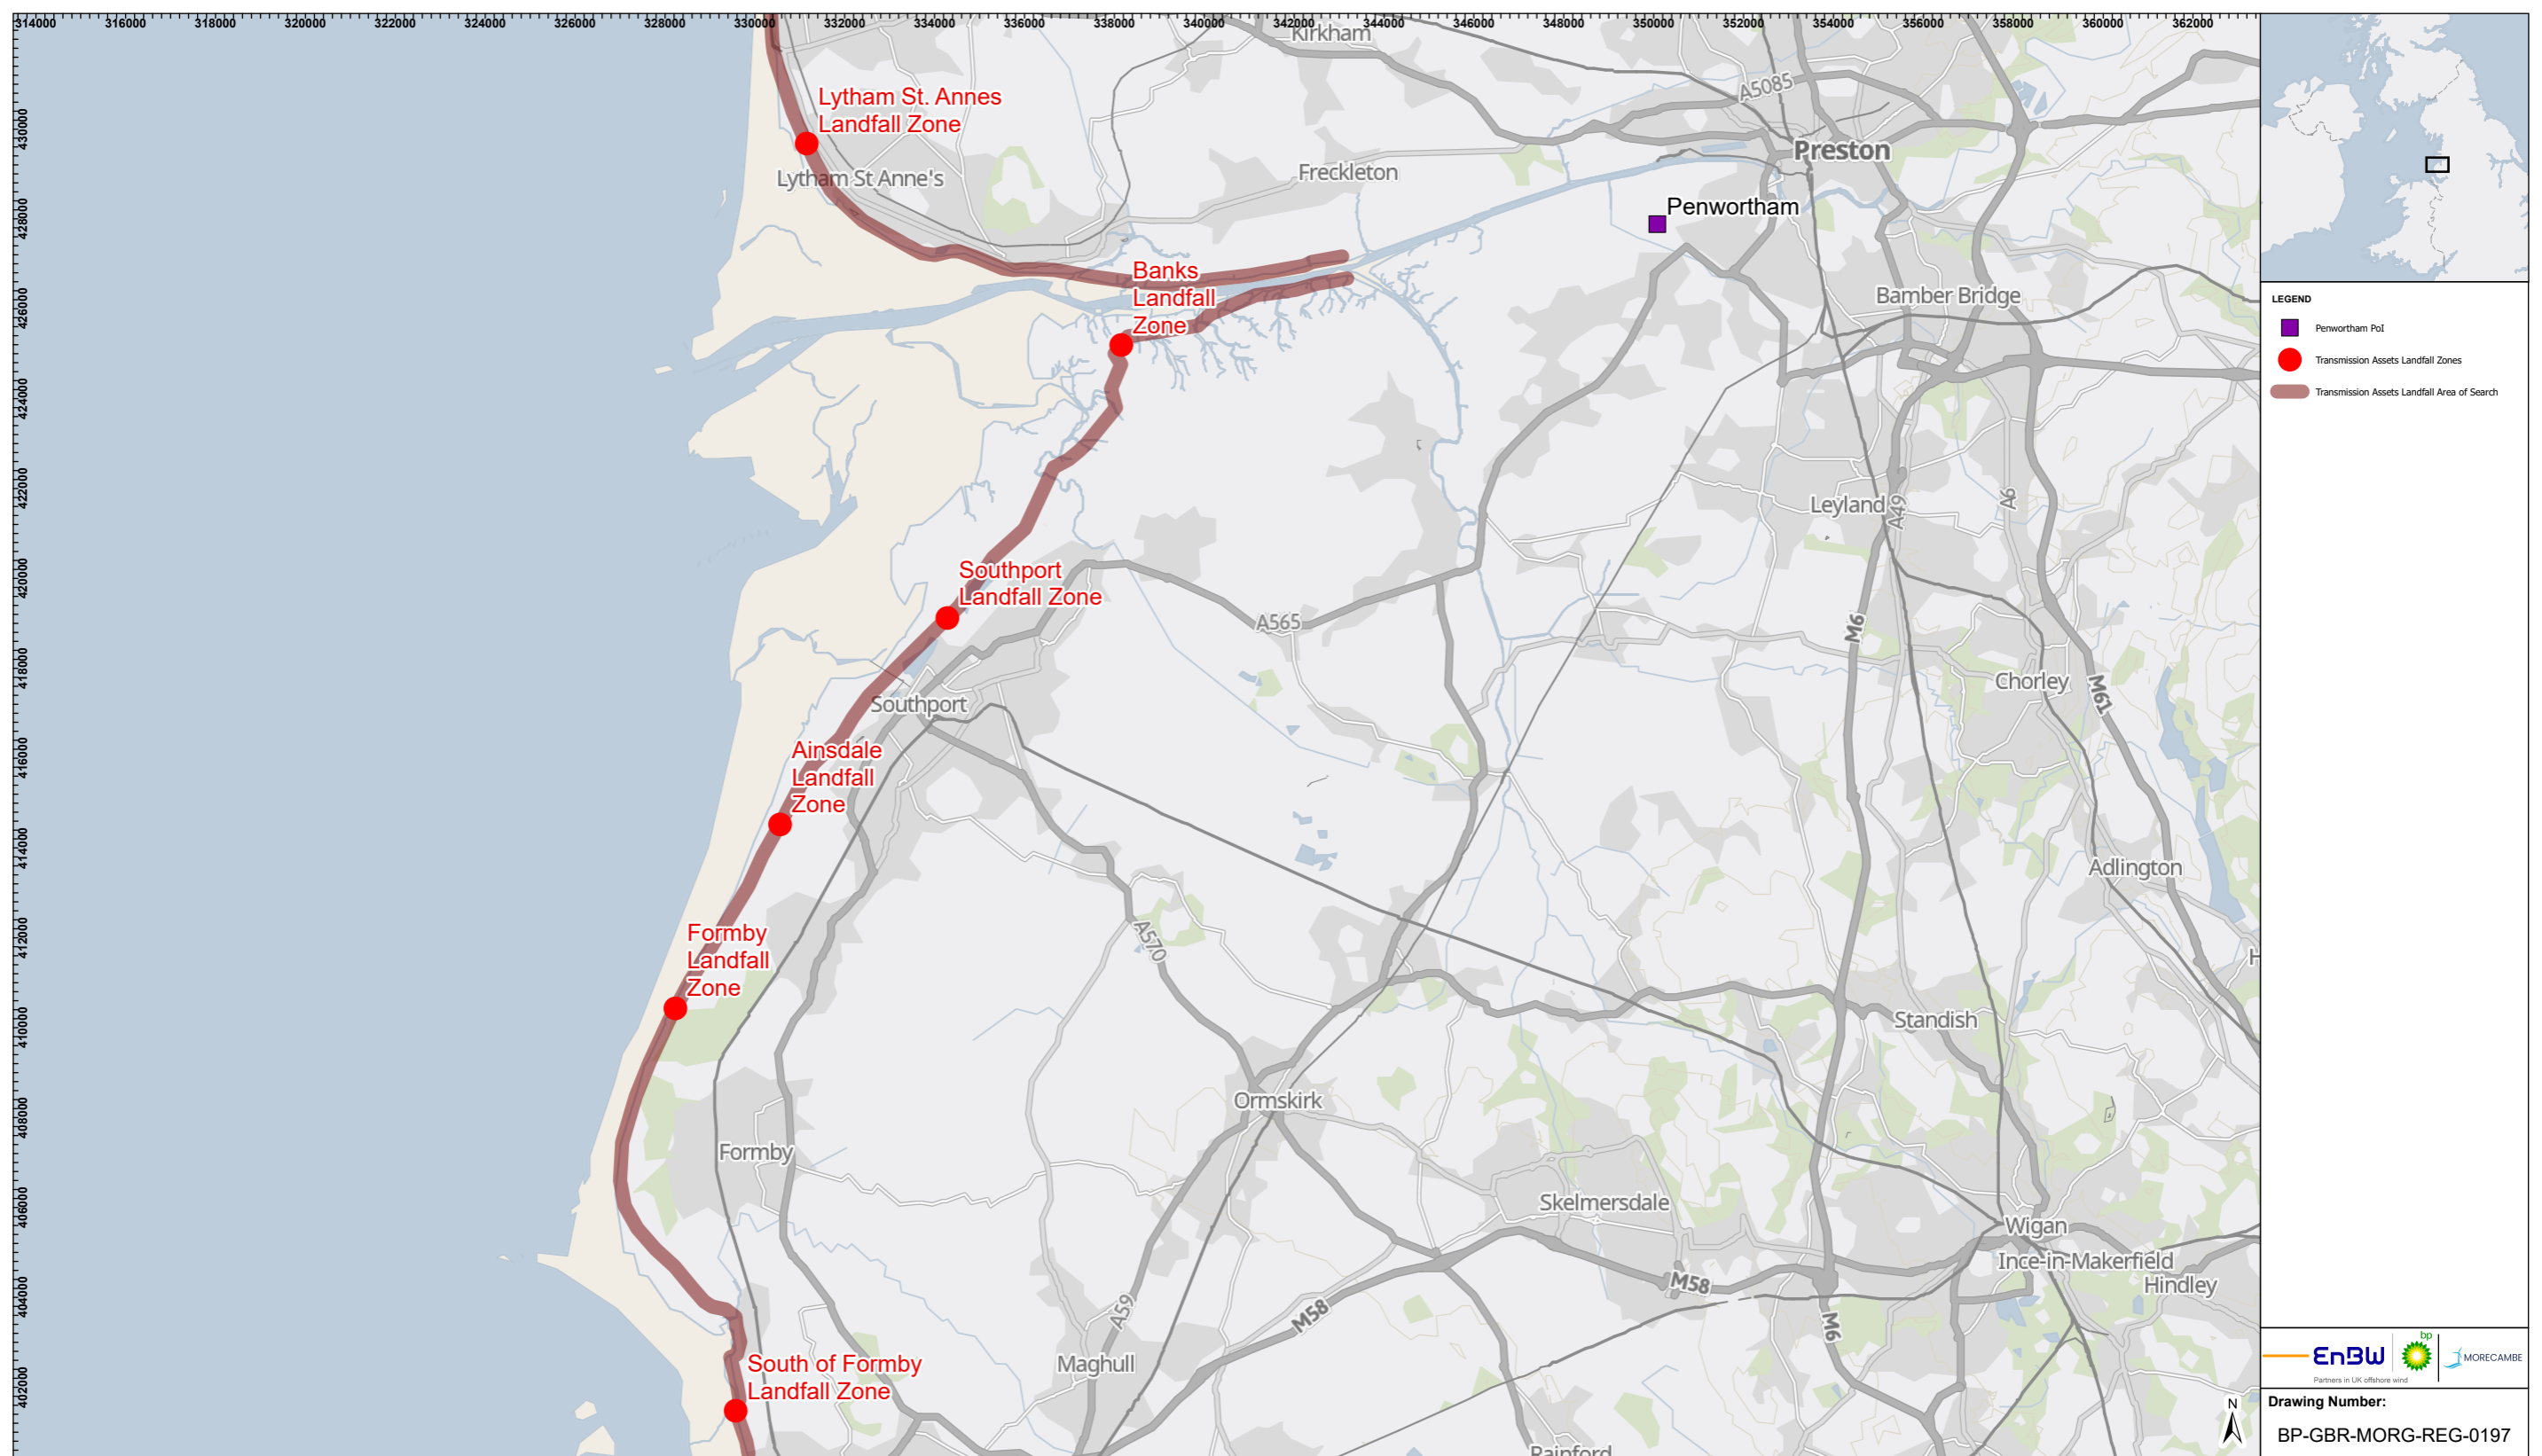 314000 316000 318000 320000 322000 324000 326000 328000 330000 332000 334000 336000 338000 340000 342000 344000 346000 348000 350000 352000 354000 356000 358000 360000 362000
430000
428000
426000
424000
422000
420000
418000
416000
414000
412000
410000
408000
406000
404000
402000
Kirkham
A5085
Lytham St. Annes
Landfall Zone
Preston
Lytham St Anne's
Freckleton
Penwortham
Banks
Landfall
Zone
Bamber Bridge
Leyland
A49
A6
Southport
Landfall Zone
A565
M6
Chorley
M61
Southport
Ainsdale
Landfall
Zone
Adlington
Formby
Landfall
Zone
A570
H
Standish
Ormskirk
Formby
Skelmersdale
Wigan
Ince-in-Makerfield
Hindley
M58
M58
A59
M6
Maghull
South of Formby
Landfall Zone
Rainford
LEGEND
Penwortham PoI
Transmission Assets Landfall Zones
Transmission Assets Landfall Area of Search
EnBW
bp
MORECAMBE
Partners in UK offshore wind
N
Drawing Number:
BP-GBR-MORG-REG-0197